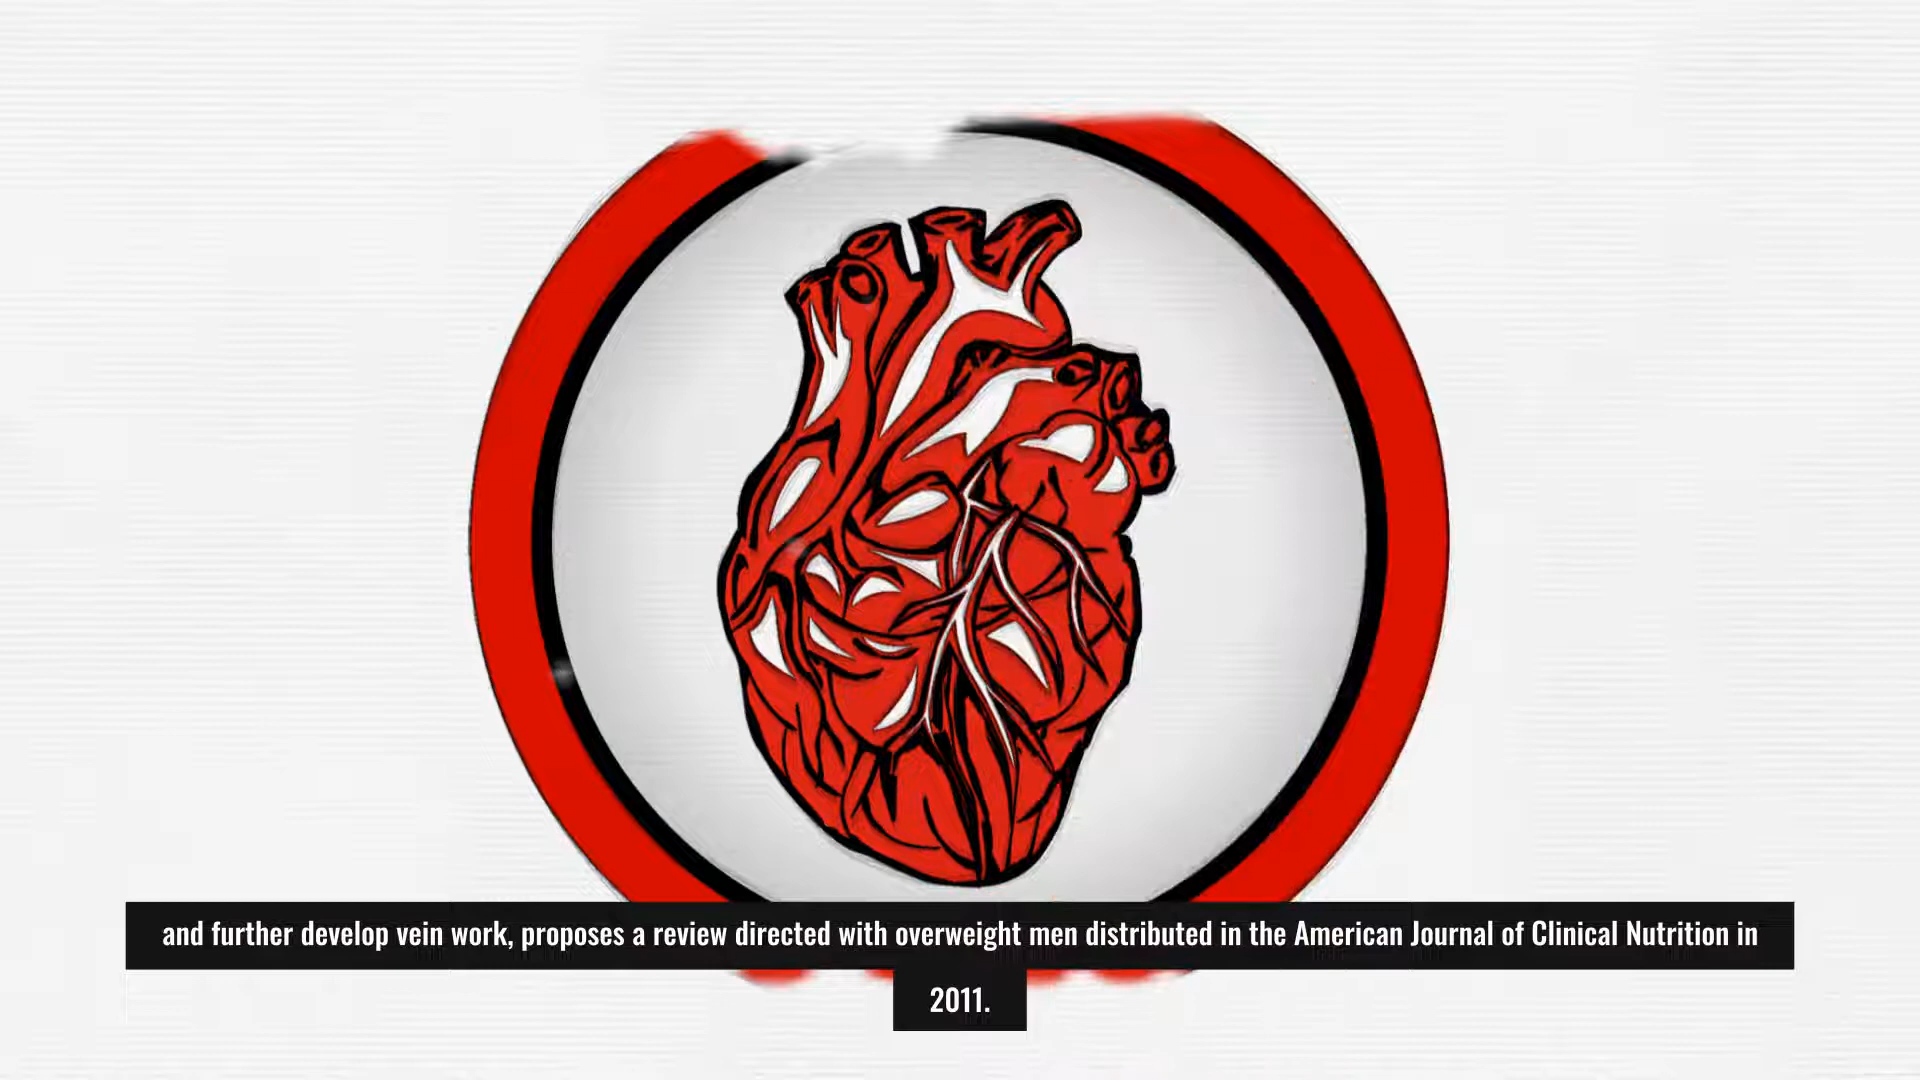 and further develop vein work, proposes a review directed with overweight men distributed in the American Journal of Clinical Nutrition in
2011.